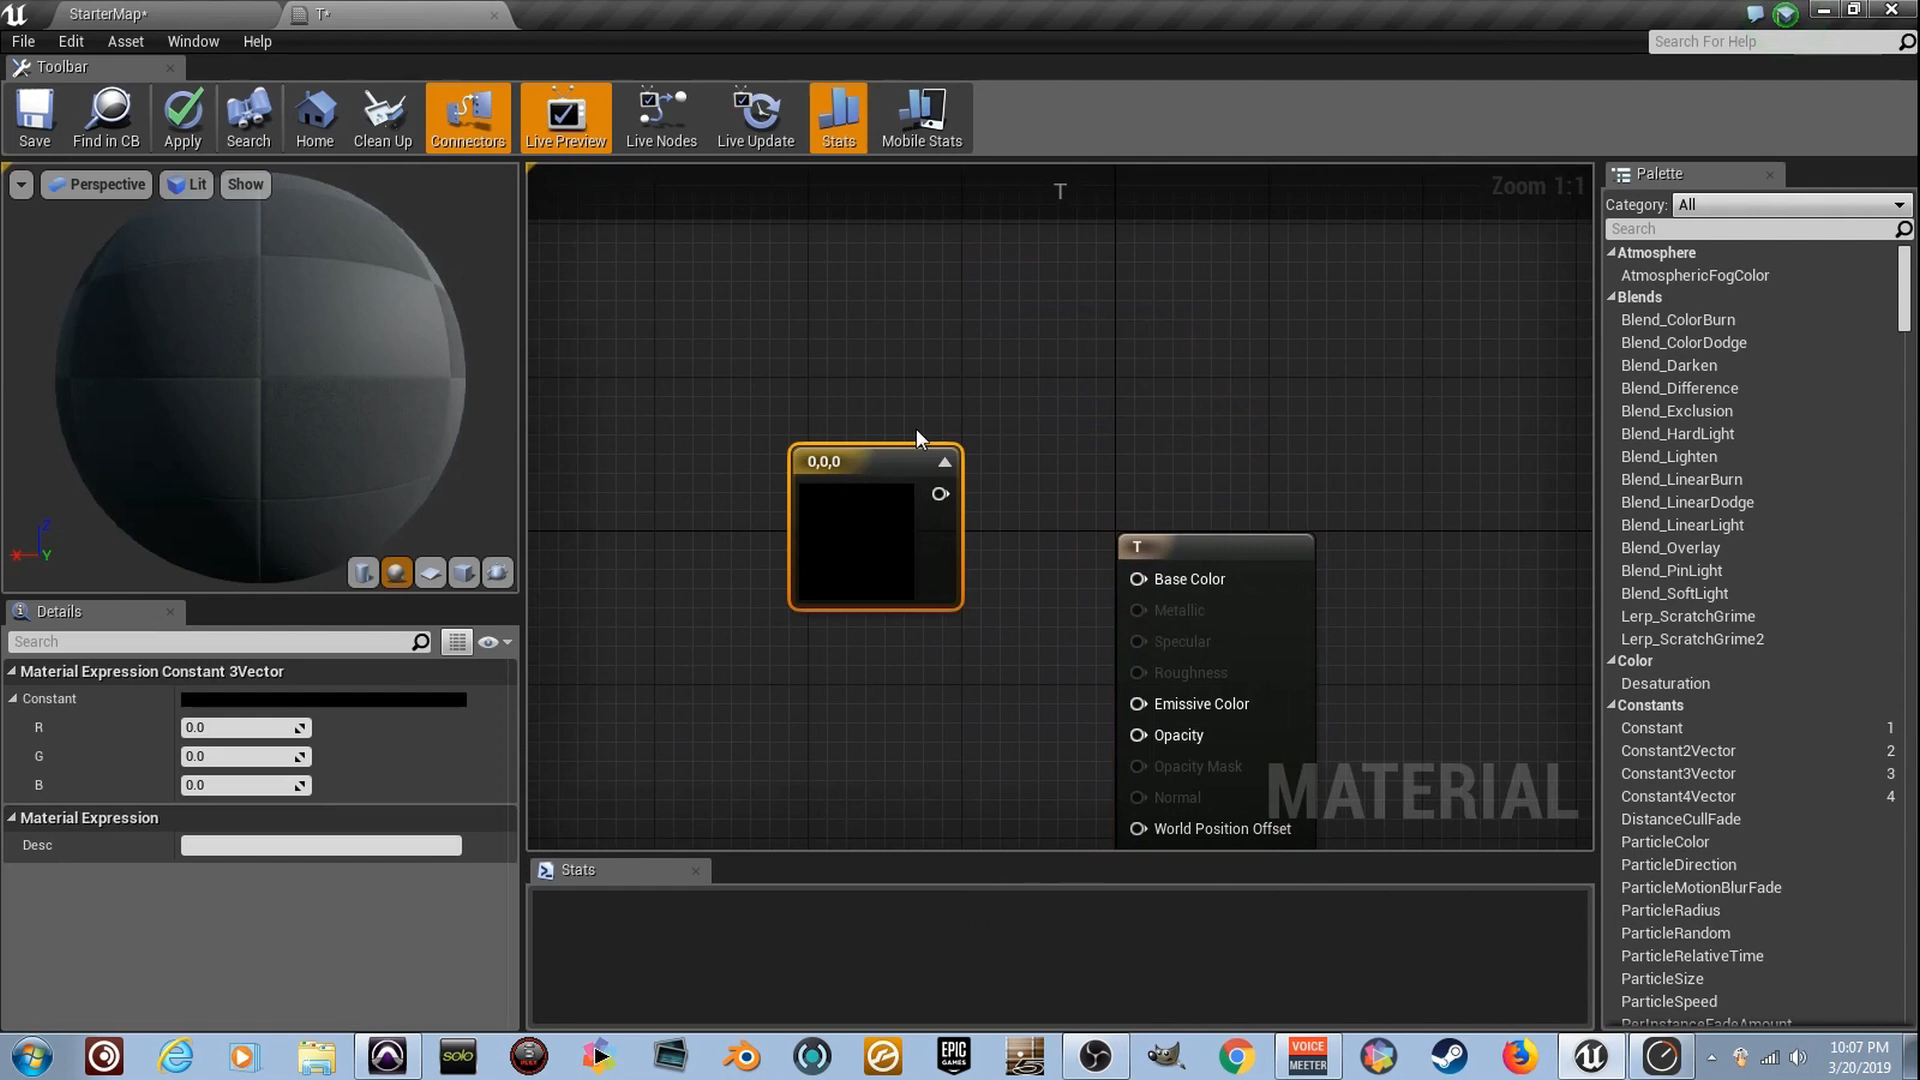 StarterMap*
T*
File
Edit
Asset
Window
Help
Search For Help
Toolbar
Save
Find in CB
Apply
Search
Home
Clean Up
Connectors
Live Preview
Live Nodes
Live Update
Stats
Mobile Stats
Perspective
Lit
Show
T
Zoom 1:1
Palette
Category:
All
Search
Atmosphere
AtmosphericFogColor
Blends
Blend_ColorBurn
Blend_ColorDodge
Blend_Darken
Blend_Difference
Blend_Exclusion
Blend_HardLight
Blend_Lighten
Blend_LinearBurn
Blend_LinearDodge
Blend_LinearLight
Blend_Overlay
Blend_PinLight
Blend_SoftLight
Lerp_ScratchGrime
Lerp_ScratchGrime2
Color
Desaturation
Constants
Constant 1
Constant2Vector 2
Constant3Vector 3
Constant4Vector 4
DistanceCullFade
ParticleColor
ParticleDirection
ParticleMotionBlurFade
ParticleRadius
ParticleRandom
ParticleRelativeTime
ParticleSize
ParticleSpeed
PerInstanceFadeAmount
0,0,0
T
Base Color
Metallic
Specular
Roughness
Emissive Color
Opacity
Opacity Mask
Normal
World Position Offset
MATERIAL
Z
X
Y
Details
Search
Material Expression Constant 3Vector
Constant
R 0.0
G 0.0
B 0.0
Material Expression
Desc
Stats
solo
EPIC
GAMES
VOICE
MEETER
10:07 PM
3/20/2019